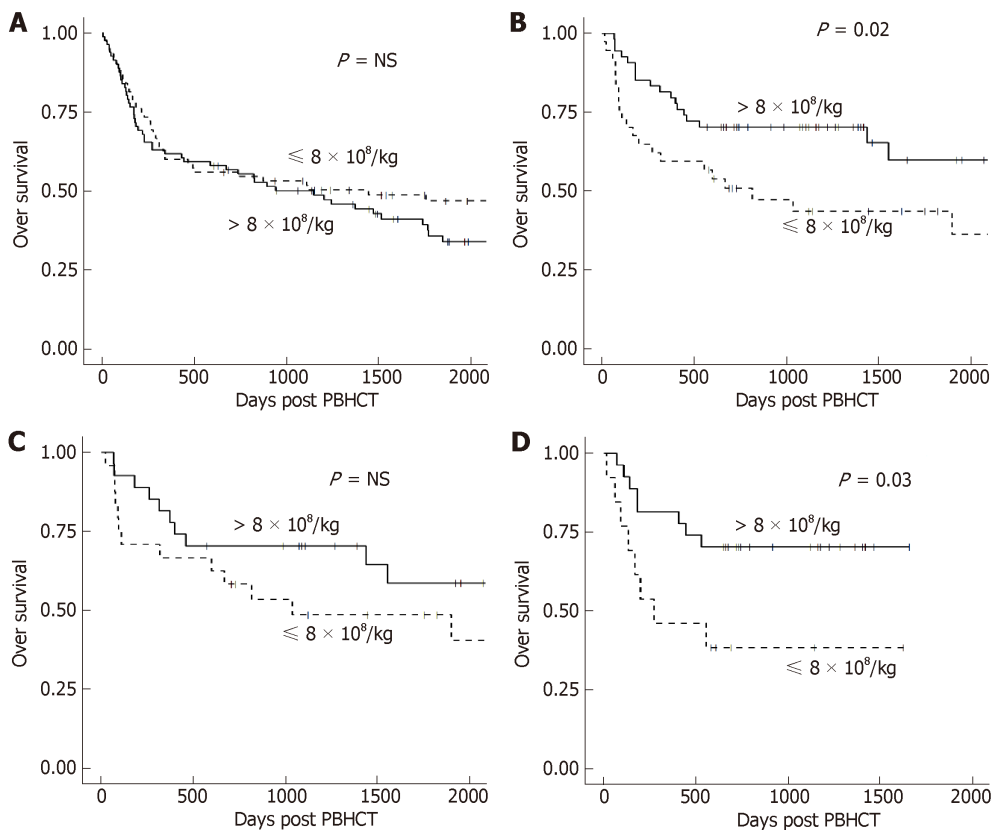 A
1.00
0.75
0.50
0.25
0.00
Over survival
P = NS
≤ 8 × 10⁸/kg
> 8 × 10⁸/kg
0 500 1000 1500 2000
Days post PBHCT
B
1.00
0.75
0.50
0.25
0.00
Over survival
P = 0.02
> 8 × 10⁸/kg
≤ 8 × 10⁸/kg
0 500 1000 1500 2000
Days post PBHCT
C
1.00
0.75
0.50
0.25
0.00
Over survival
P = NS
> 8 × 10⁸/kg
≤ 8 × 10⁸/kg
0 500 1000 1500 2000
Days post PBHCT
D
1.00
0.75
0.50
0.25
0.00
Over survival
P = 0.03
> 8 × 10⁸/kg
≤ 8 × 10⁸/kg
0 500 1000 1500 2000
Days post PBHCT